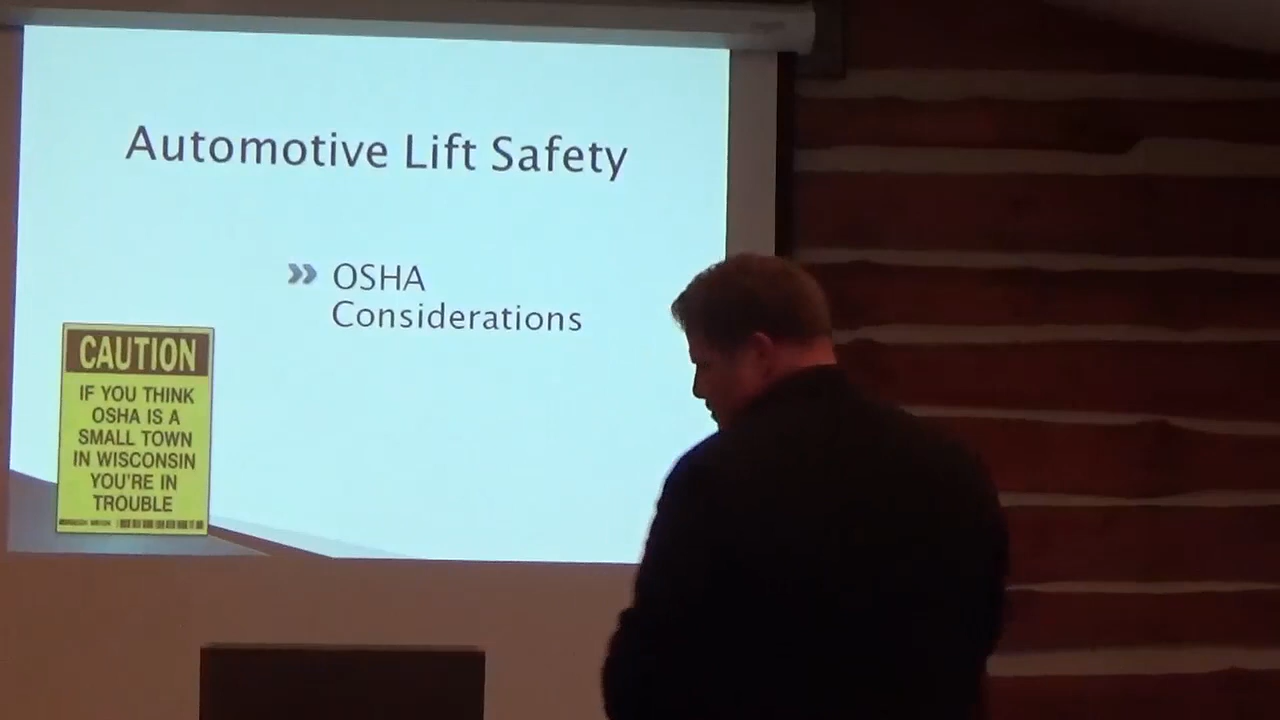 Automotive Lift Safety
OSHA
Considerations
CAUTION
IF YOU THINK
OSHA IS A
SMALL TOWN
IN WISCONSIN
YOU'RE IN
TROUBLE